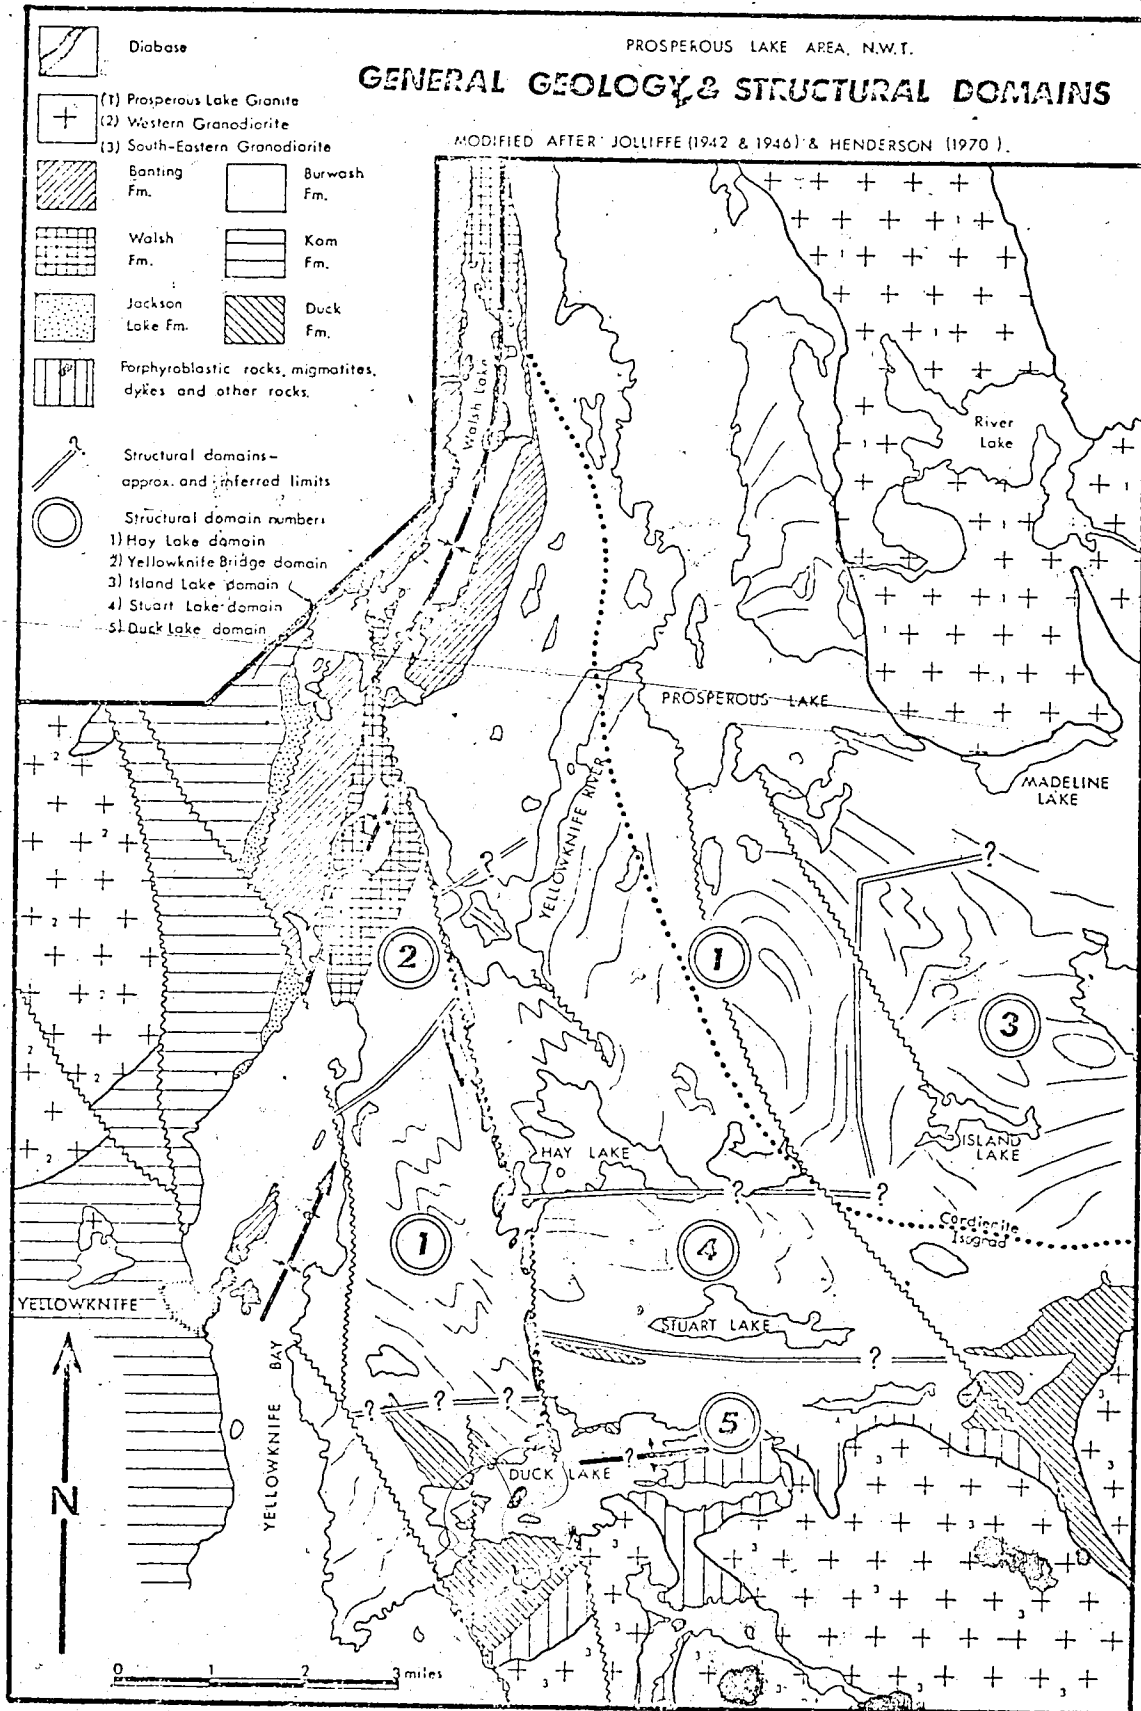 PROSPEROUS LAKE AREA, N.W.T.
GENERAL GEOLOGY & STRUCTURAL DOMAINS
MODIFIED AFTER JOLLIFFE (1942 & 1946) & HENDERSON (1970).
Diabase
(1) Prosperous Lake Granite
(2) Western Granodiorite
(3) South-Eastern Granodiorite
Banting Fm.
Burwash Fm.
Walsh Fm.
Kam Fm.
Jackson Lake Fm.
Duck Fm.
Porphyroblastic rocks, migmatites,
dykes and other rocks.
?
Structural domains-
approx. and inferred limits
Structural domain numbers
1) Hay Lake domain
2) Yellowknife Bridge domain
3) Island Lake domain
4) Stuart Lake domain
5) Duck Lake domain
Walsh Lake
River Lake
PROSPEROUS LAKE
MADELINE LAKE
YELLOWKNIFE RIVER
?
?
2
1
3
HAY LAKE
ISLAND LAKE
?
?
Cordierite Isograd
1
4
YELLOWKNIFE
STUART LAKE
YELLOWKNIFE BAY
?
? ? ?
5
DUCK LAKE
?
N
0 1 2 3 miles